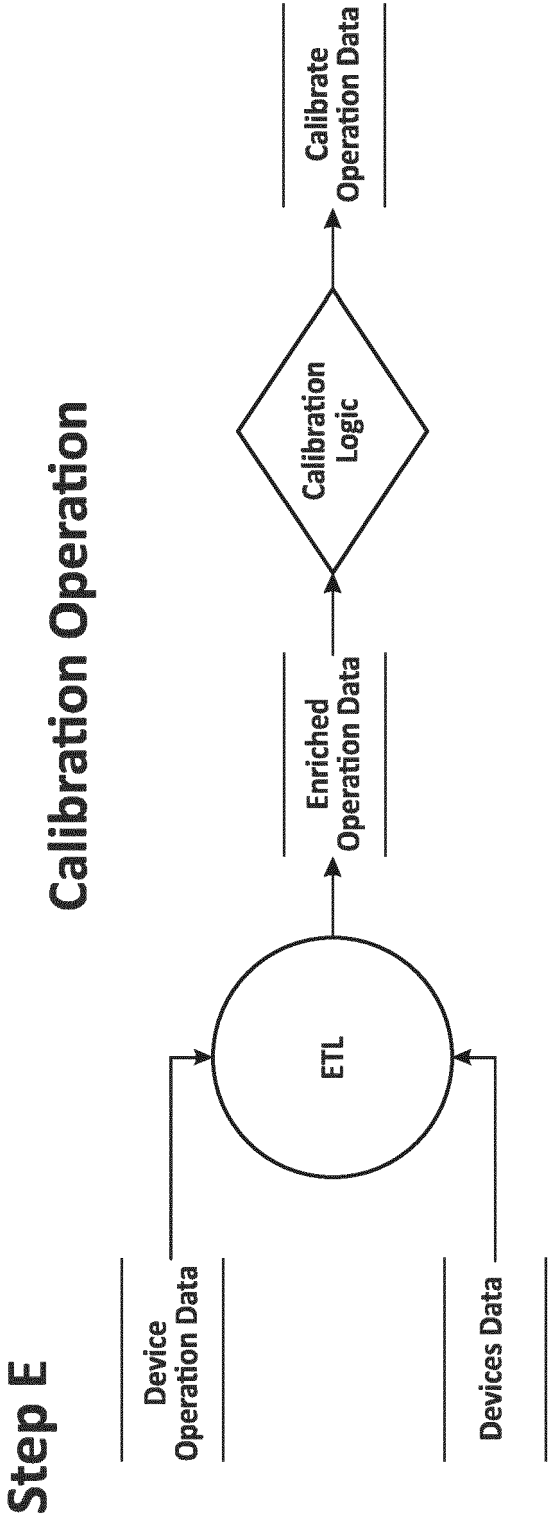 Step E
Calibration Operation
Device
Operation Data
Devices Data
ETL
Enriched
Operation Data
Calibration
Logic
Calibrate
Operation Data